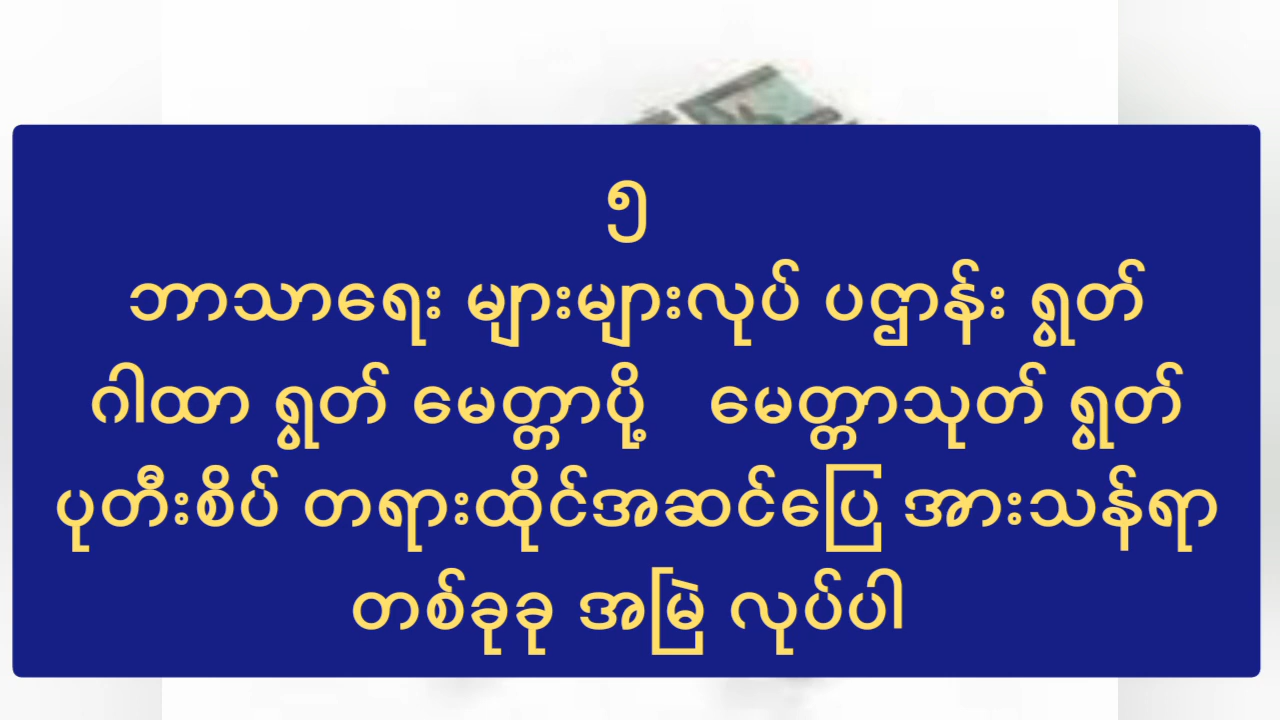 ၅
ဘာသာရေး များများလုပ် ပဌာန်း ရွတ်
ဂါထာ ရွတ် မေတ္တာပို့ မေတ္တာသုတ် ရွတ်
ပုတီးစိပ် တရားထိုင်အဆင်ပြေ အားသန်ရာ
တစ်ခုခု အမြဲ လုပ်ပါ